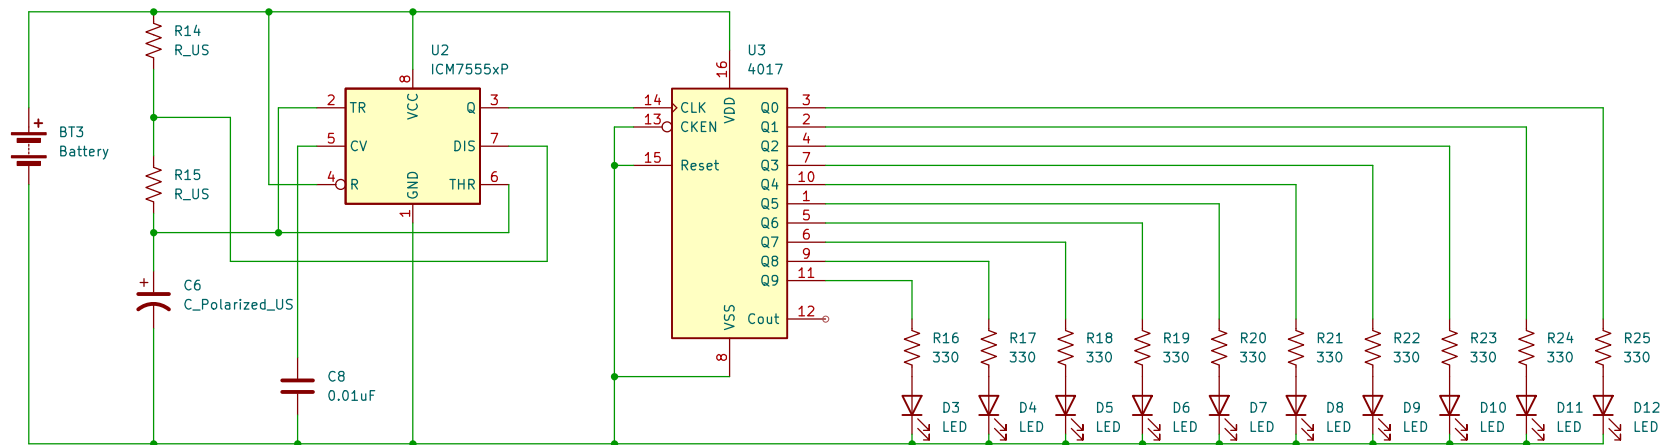 R14
R_US
U2
ICM7555xP
U3
4017
8
16
2
TR
VCC
Q
3
14
CLK
VDD
Q0
3
13
CKEN
Q1
2
+
BT3
Battery
5
CV
DIS
7
Q2
4
15
Reset
Q3
7
R15
R_US
4
R
GND
THR
6
Q4
10
1
Q5
1
Q6
5
Q7
6
Q8
9
Q9
11
+
C6
C_Polarized_US
VSS
Cout
12
8
R16
330
R17
330
R18
330
R19
330
R20
330
R21
330
R22
330
R23
330
R24
330
R25
330
C8
0.01uF
D3
LED
D4
LED
D5
LED
D6
LED
D7
LED
D8
LED
D9
LED
D10
LED
D11
LED
D12
LED